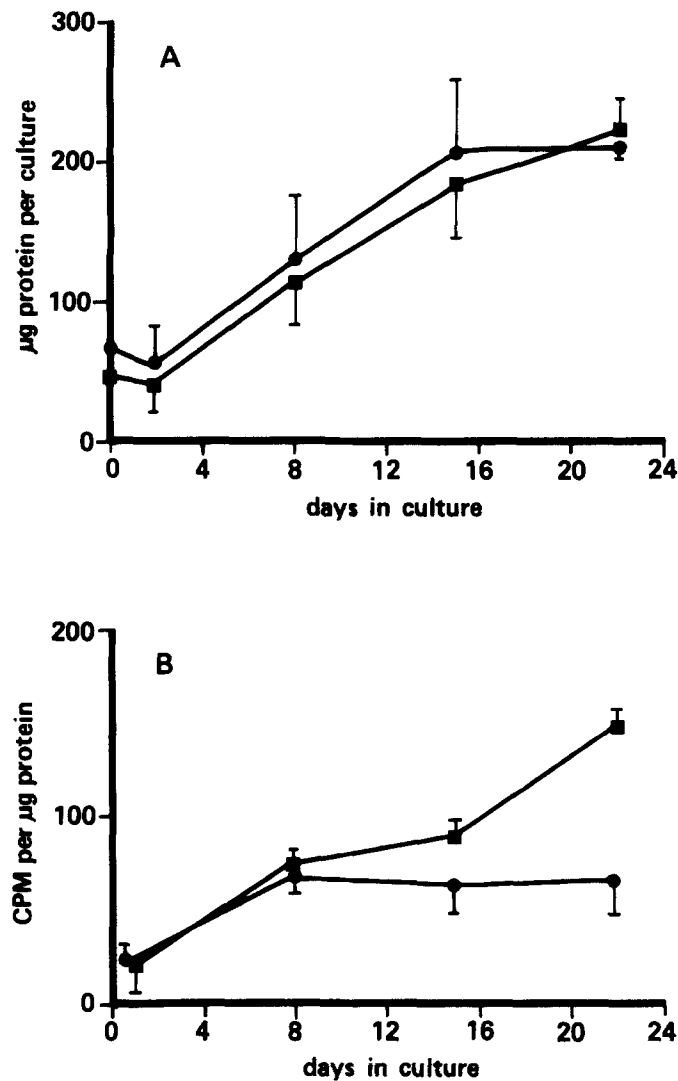 A
300
200
100
0
µg protein per culture
0 4 8 12 16 20 24
days in culture
B
200
100
0
CPM per µg protein
0 4 8 12 16 20 24
days in culture